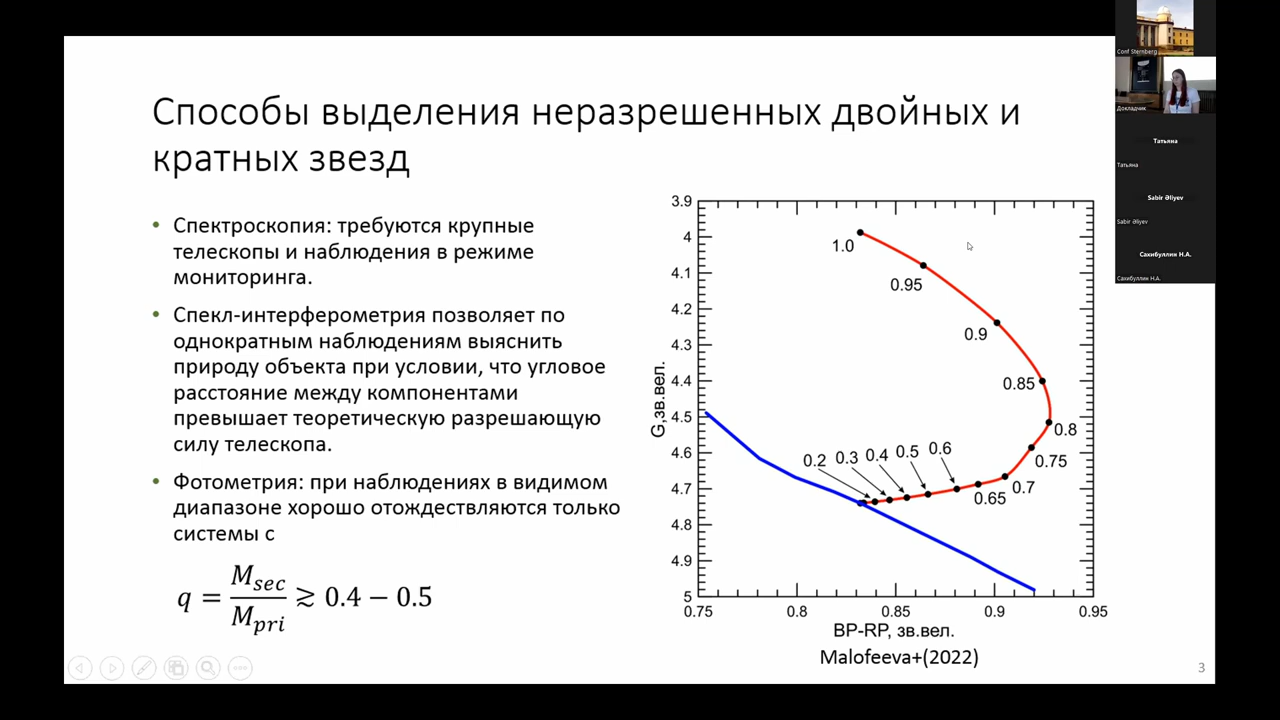 Способы выделения неразрешенных двойных и
кратных звезд
• Спектроскопия: требуются крупные
телескопы и наблюдения в режиме
мониторинга.
• Спекл-интерферометрия позволяет по
однократным наблюдениям выяснить
природу объекта при условии, что угловое
расстояние между компонентами
превышает теоретическую разрешающую
силу телескопа.
• Фотометрия: при наблюдениях в видимом
диапазоне хорошо отождествляются только
системы с
q = M_sec / M_pri ≳ 0.4 − 0.5
3.9
4
4.1
4.2
4.3
4.4
4.5
4.6
4.7
4.8
4.9
5
G,зв.вел.
1.0
0.95
0.9
0.85
0.8
0.75
0.7
0.65
0.2 0.3 0.4 0.5 0.6
0.75 0.8 0.85 0.9 0.95
BP-RP, зв.вел.
Malofeeva+(2022)
3
Conf Sternberg
Докладчик
Татьяна
Татьяна
Sabir Əliyev
Sabir Əliyev
Сахибуллин Н.А.
Сахибуллин Н.А.